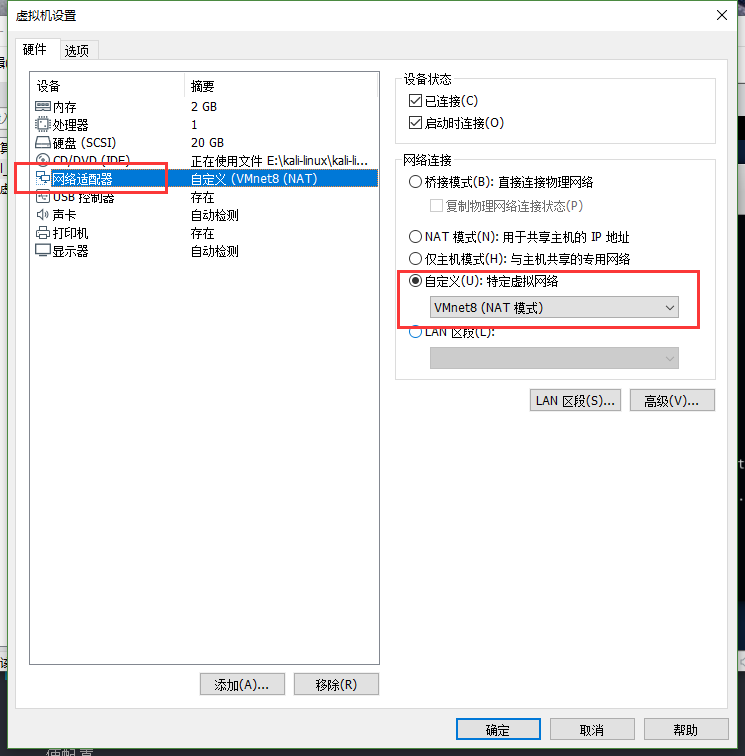 虚拟机设置
硬件 选项
设备 摘要
内存 2 GB
处理器 1
硬盘 (SCSI) 20 GB
CD/DVD (IDE) 正在使用文件 E:\kali-linux\kali-li...
网络适配器 自定义 (VMnet8 (NAT)
USB 控制器 存在
声卡 自动检测
打印机 存在
显示器 自动检测
添加(A)... 移除(R)
设备状态
已连接(C)
启动时连接(O)
网络连接
桥接模式(B): 直接连接物理网络
复制物理网络连接状态(P)
NAT 模式(N): 用于共享主机的 IP 地址
仅主机模式(H): 与主机共享的专用网络
自定义(U): 特定虚拟网络
VMnet8 (NAT 模式)
LAN 区段(L):
LAN 区段(S)... 高级(V)...
确定 取消 帮助